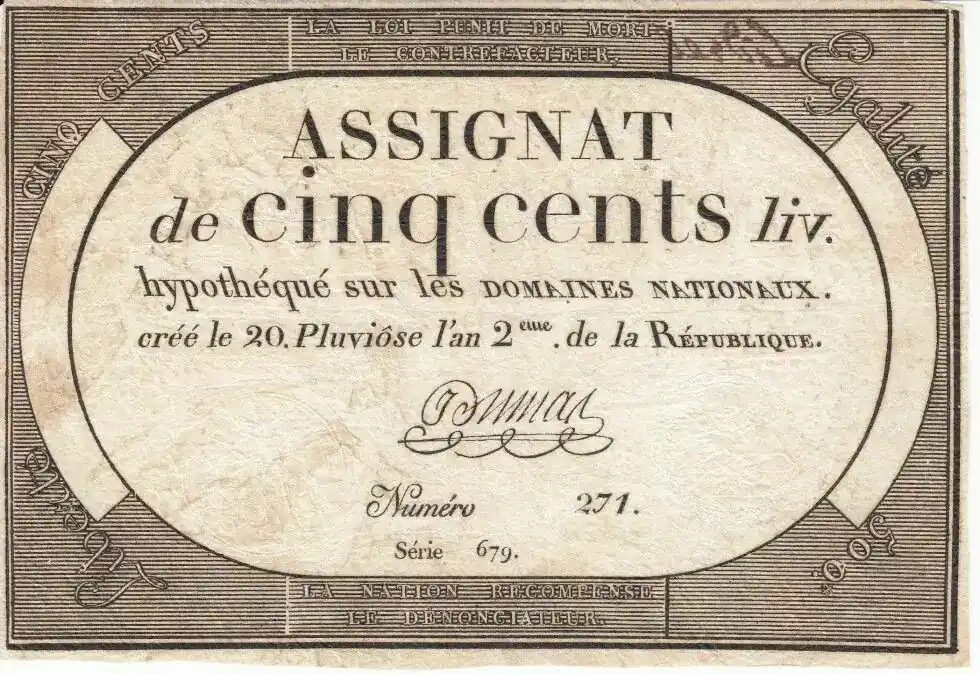 LA LOI PUNIT DE MORT
LE CONTREFACTEUR.
CINQ CENTS
Egalité
ASSIGNAT
de cinq cents liv.
hypothéqué sur les DOMAINES NATIONAUX.
créé le 20. Pluviôse l'an 2eme. de la RÉPUBLIQUE.
Numéro 271.
Série 679.
Liberté
500.
LA NATION RÉCOMPENSE
LE DÉNONCIATEUR.